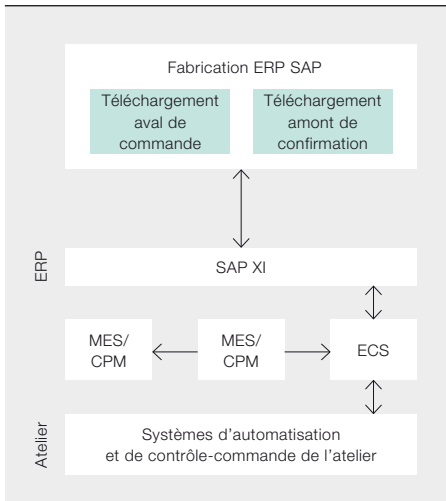 Fabrication ERP SAP
Téléchargement
aval de
commande
Téléchargement
amont de
confirmation
ERP
SAP XI
MES/
CPM
MES/
CPM
ECS
Atelier
Systèmes d'automatisation
et de contrôle-commande de l'atelier